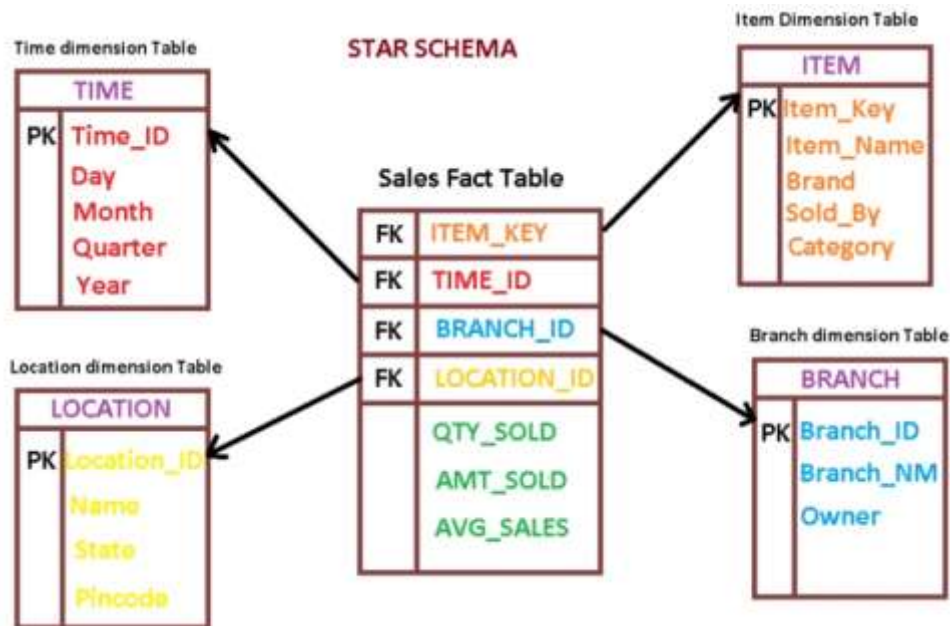 Time dimension Table
STAR SCHEMA
Item Dimension Table
TIME
PK Time_ID
Day
Month
Quarter
Year
ITEM
PK Item_Key
Item_Name
Brand
Sold_By
Category
Sales Fact Table
FK ITEM_KEY
FK TIME_ID
FK BRANCH_ID
FK LOCATION_ID
QTY_SOLD
AMT_SOLD
AVG_SALES
Location dimension Table
LOCATION
PK Location_ID
Name
State
Pincode
Branch dimension Table
BRANCH
PK Branch_ID
Branch_NM
Owner